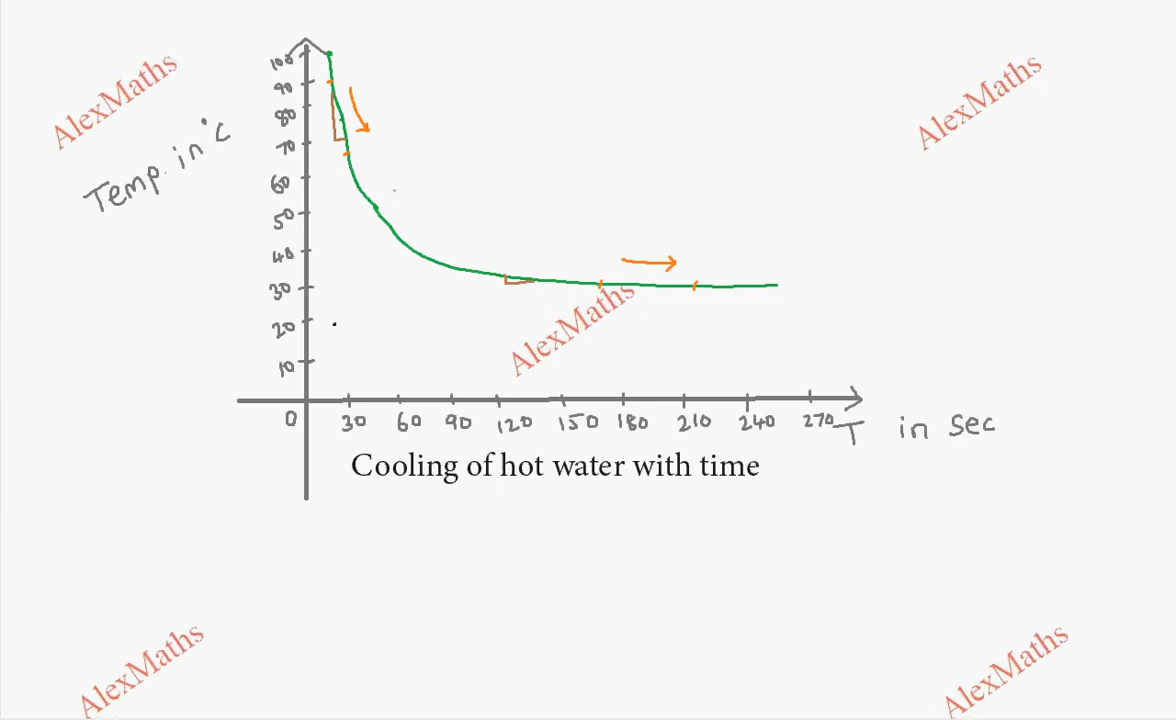 AlexMaths
AlexMaths
100
90
80
70
60
50
40
30
20
10
Temp. in °C
AlexMaths
0 30 60 90 120 150 180 210 240 270
T in sec
Cooling of hot water with time
AlexMaths
AlexMaths